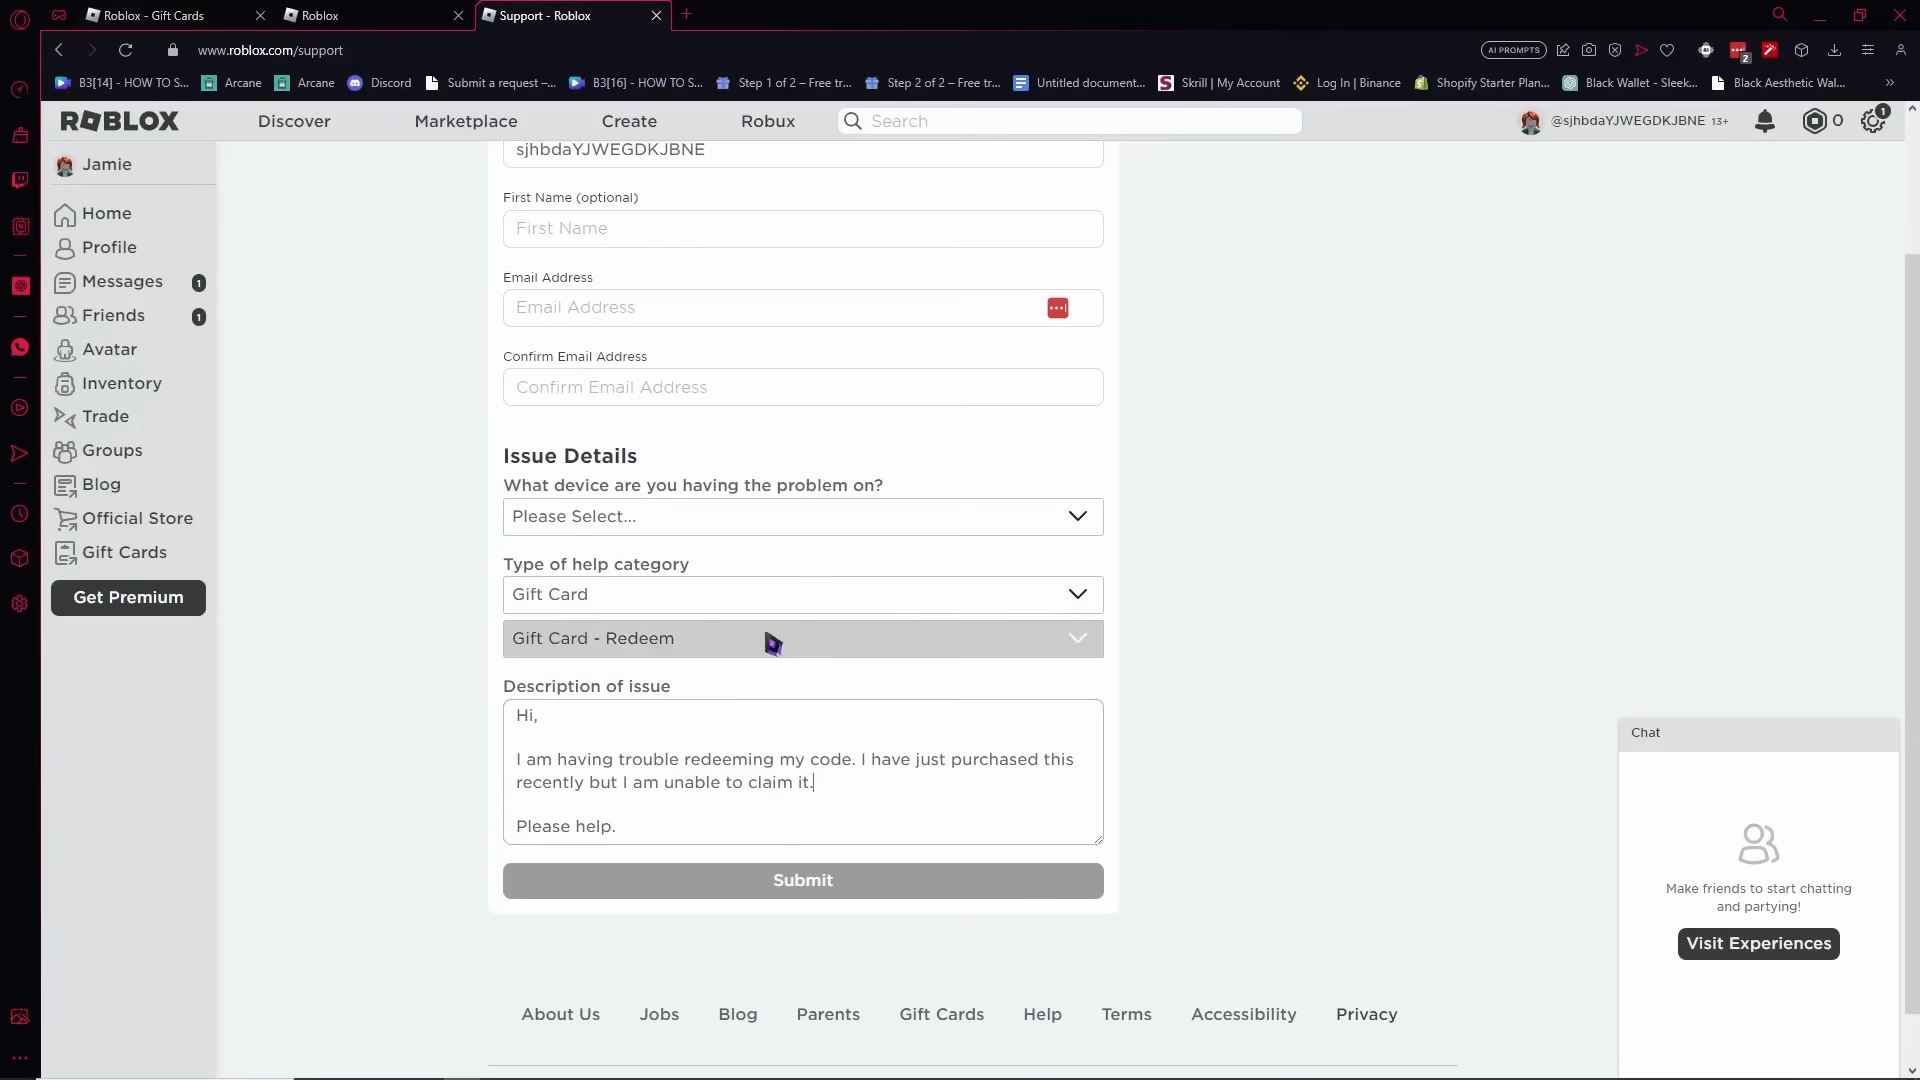 Roblox - Gift Cards
Roblox
Support - Roblox
www.roblox.com/support
AI PROMPTS
2
B3[14] - HOW TO S...
Arcane
Arcane
Discord
Submit a request –...
B3[16] - HOW TO S...
Step 1 of 2 – Free tr...
Step 2 of 2 – Free tr...
Untitled document...
Skrill | My Account
Log In | Binance
Shopify Starter Plan...
Black Wallet - Sleek...
Black Aesthetic Wal...
ROBLOX
Discover
Marketplace
Create
Robux
Search
@sjhbdaYJWEGDKJBNE 13+
0
1
Jamie
Home
Profile
Messages
1
Friends
1
Avatar
Inventory
Trade
Groups
Blog
Official Store
Gift Cards
Get Premium
sjhbdaYJWEGDKJBNE
First Name (optional)
First Name
Email Address
Email Address
Confirm Email Address
Confirm Email Address
Issue Details
What device are you having the problem on?
Please Select...
Type of help category
Gift Card
Gift Card - Redeem
Description of issue
Hi,
I am having trouble redeeming my code. I have just purchased this
recently but I am unable to claim it.
Please help.
Submit
Chat
Make friends to start chatting
and partying!
Visit Experiences
About Us
Jobs
Blog
Parents
Gift Cards
Help
Terms
Accessibility
Privacy